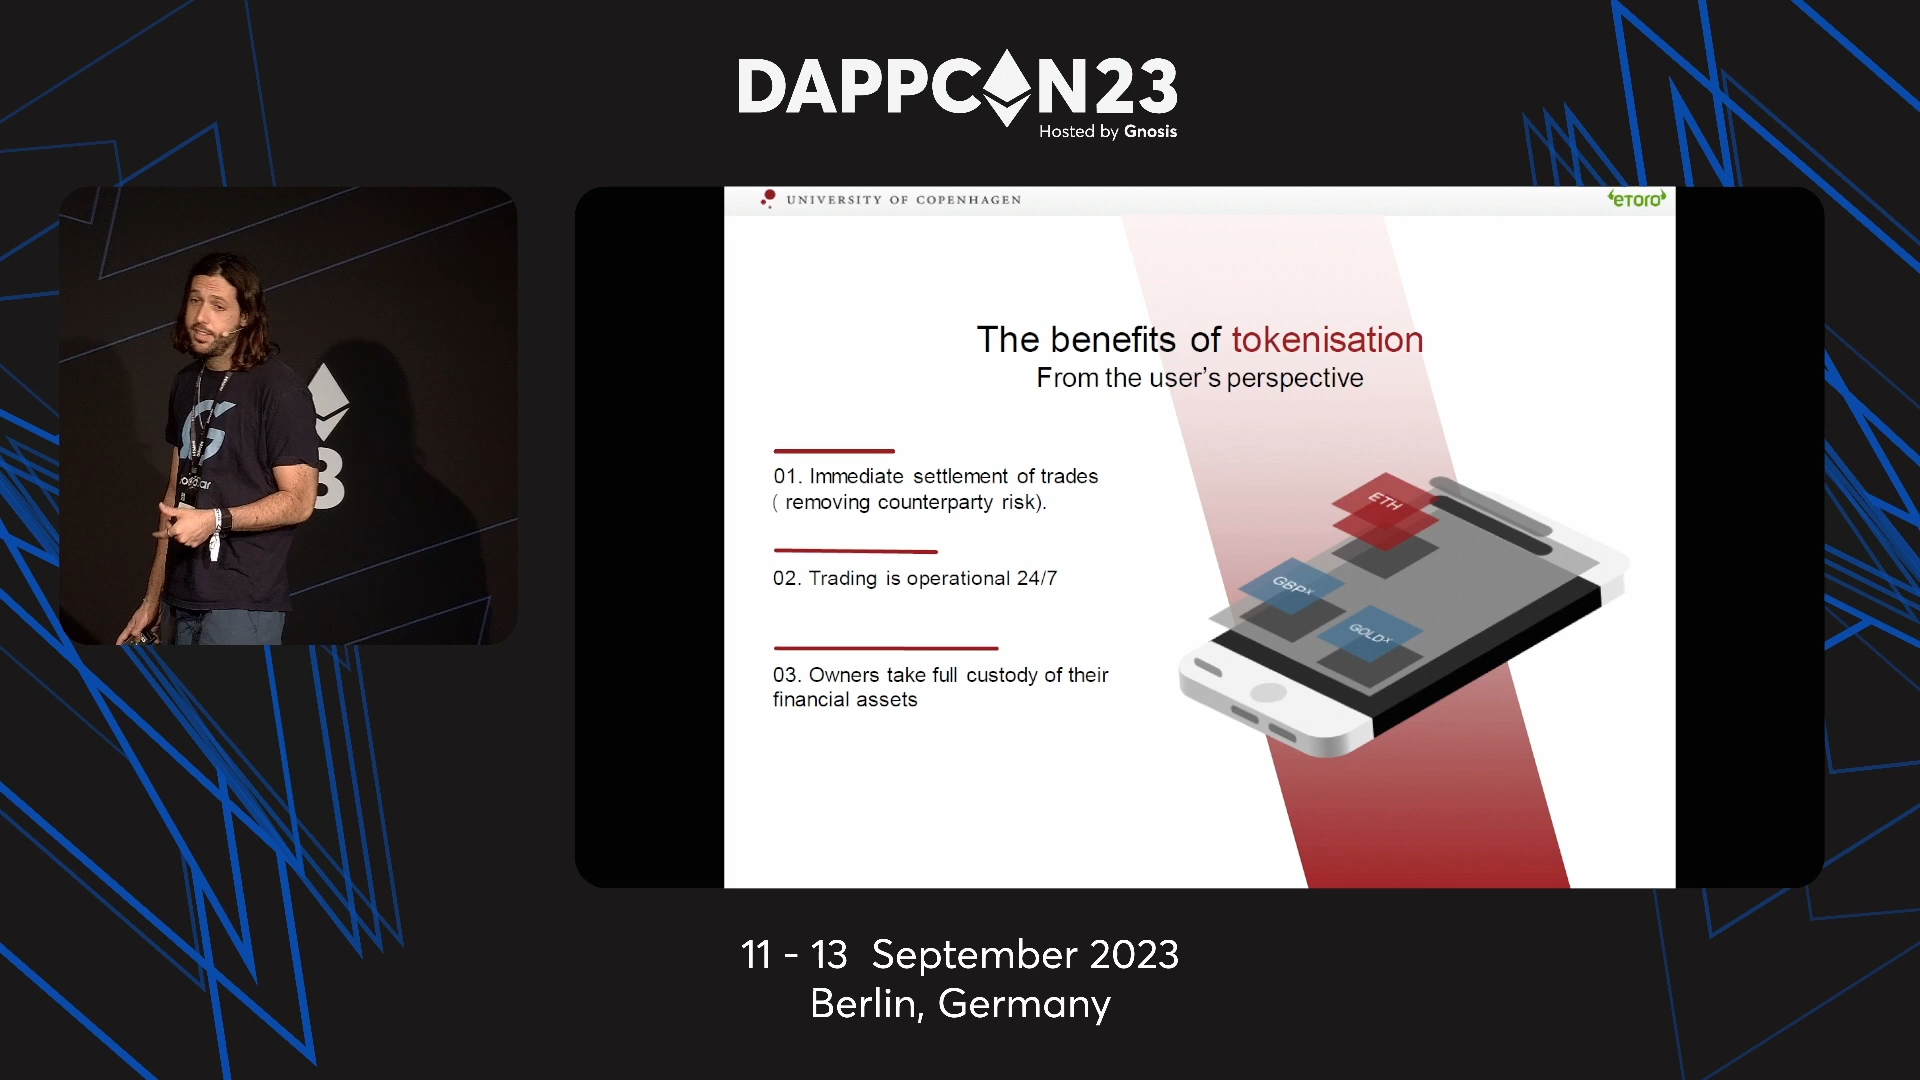 DAPPCON23
Hosted by Gnosis
UNIVERSITY OF COPENHAGEN
eToro
The benefits of tokenisation
From the user's perspective
01. Immediate settlement of trades
( removing counterparty risk).
02. Trading is operational 24/7
03. Owners take full custody of their
financial assets
ETH
GBPx
GOLDx
3
11 - 13 September 2023
Berlin, Germany